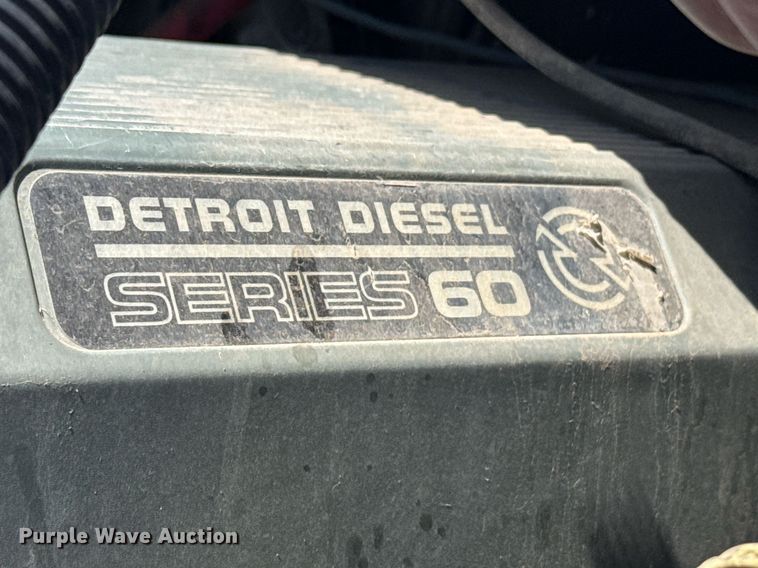 DETROIT DIESEL
SERIES 60
Purple Wave Auction